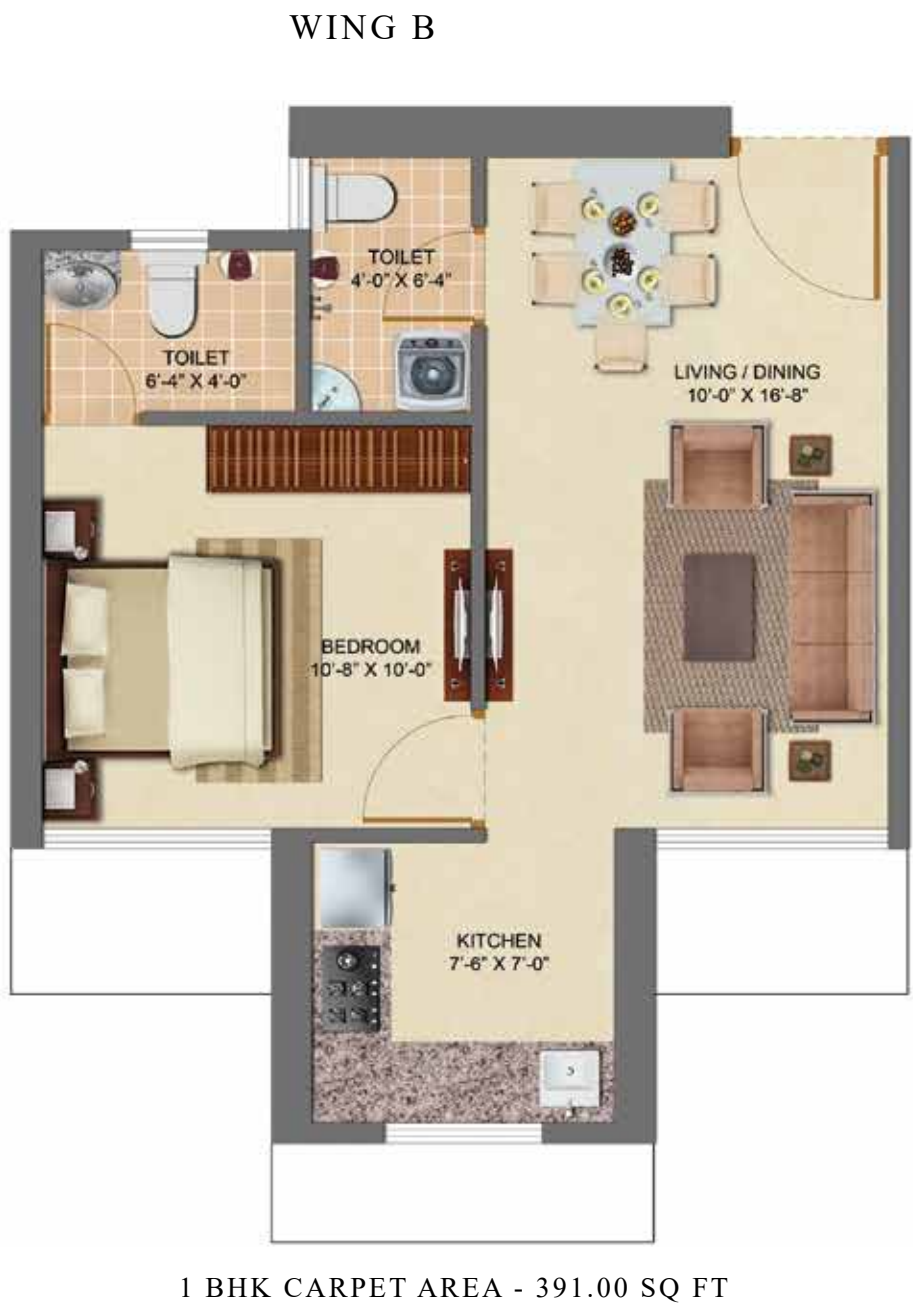 WING B
TOILET
4'-0" X 6'-4"
TOILET
6'-4" X 4'-0"
LIVING / DINING
10'-0" X 16'-8"
BEDROOM
10'-8" X 10'-0"
KITCHEN
7'-6" X 7'-0"
S
1 BHK CARPET AREA - 391.00 SQ FT